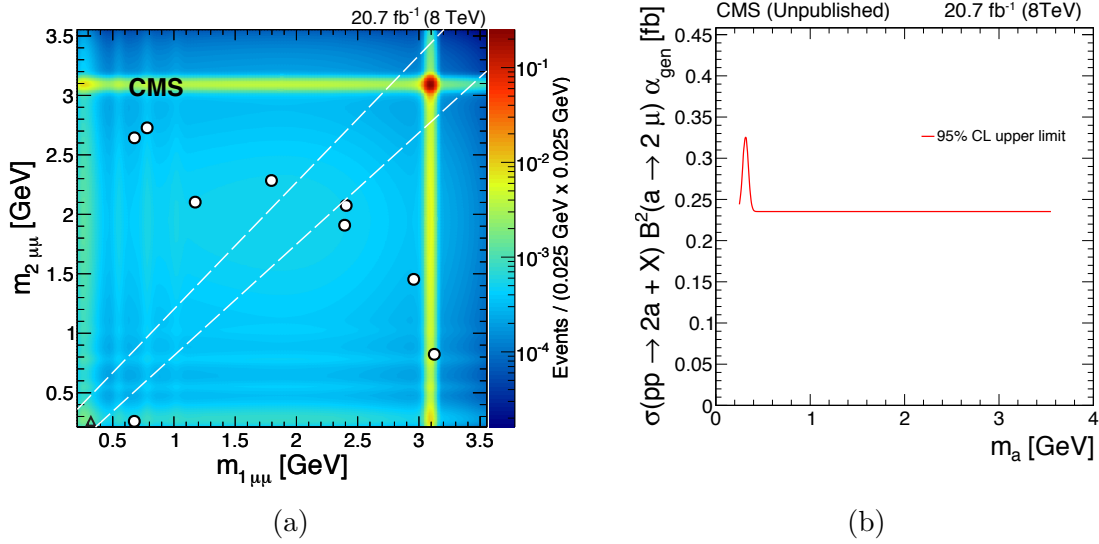 20.7 fb⁻¹ (8 TeV)
CMS
3.5
3
2.5
2
1.5
1
0.5
m₂ μμ [GeV]
0.5 1 1.5 2 2.5 3 3.5
m₁ μμ [GeV]
10⁻¹
10⁻²
10⁻³
10⁻⁴
Events / (0.025 GeV x 0.025 GeV)
(a)
CMS (Unpublished) 20.7 fb⁻¹ (8TeV)
95% CL upper limit
0.45
0.4
0.35
0.3
0.25
0.2
0.15
0.1
0.05
0
σ(pp → 2a + X) B²(a → 2 μ) α_gen [fb]
0 1 2 3 4
mₐ [GeV]
(b)